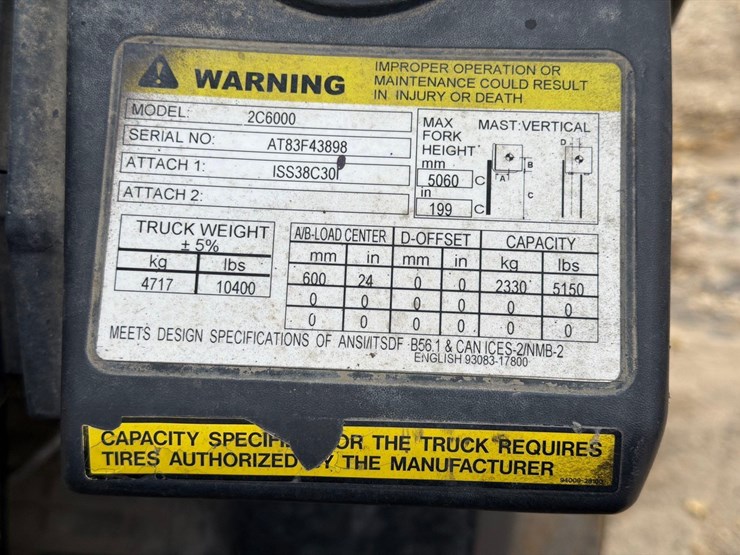 WARNING
IMPROPER OPERATION OR
MAINTENANCE COULD RESULT
IN INJURY OR DEATH
MODEL: 2C6000
SERIAL NO: AT83F43898
ATTACH 1: ISS38C30
ATTACH 2:
MAX
FORK
HEIGHT
mm
5060 C
in
199 C
MAST:VERTICAL
D
B
A
C
TRUCK WEIGHT
± 5%
kg lbs
4717 10400
A/B-LOAD CENTER D-OFFSET CAPACITY
mm in mm in kg lbs
600 24 0 0 2330 5150
0 0 0 0 0 0
0 0 0 0 0 0
MEETS DESIGN SPECIFICATIONS OF ANSI/ITSDF B56.1 & CAN ICES-2/NMB-2
ENGLISH 93083-17800
CAPACITY SPECIFI OR THE TRUCK REQUIRES
TIRES AUTHORIZED Y THE MANUFACTURER